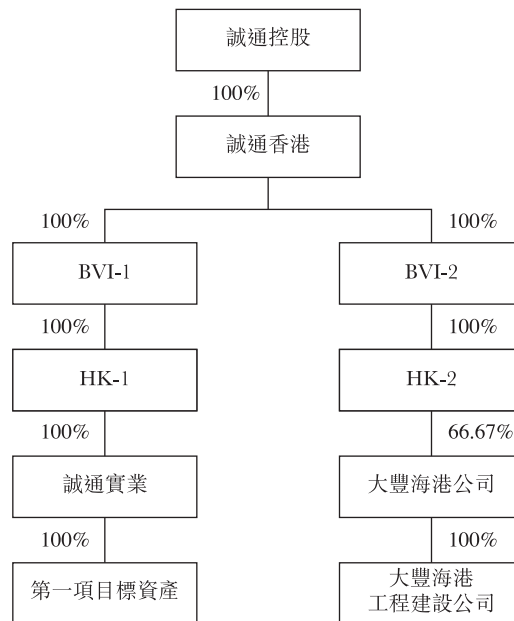 誠通控股
100%
誠通香港
100%
100%
BVI-1
BVI-2
100%
100%
HK-1
HK-2
100%
66.67%
誠通實業
大豐海港公司
100%
100%
第一項目標資產
大豐海港
工程建設公司